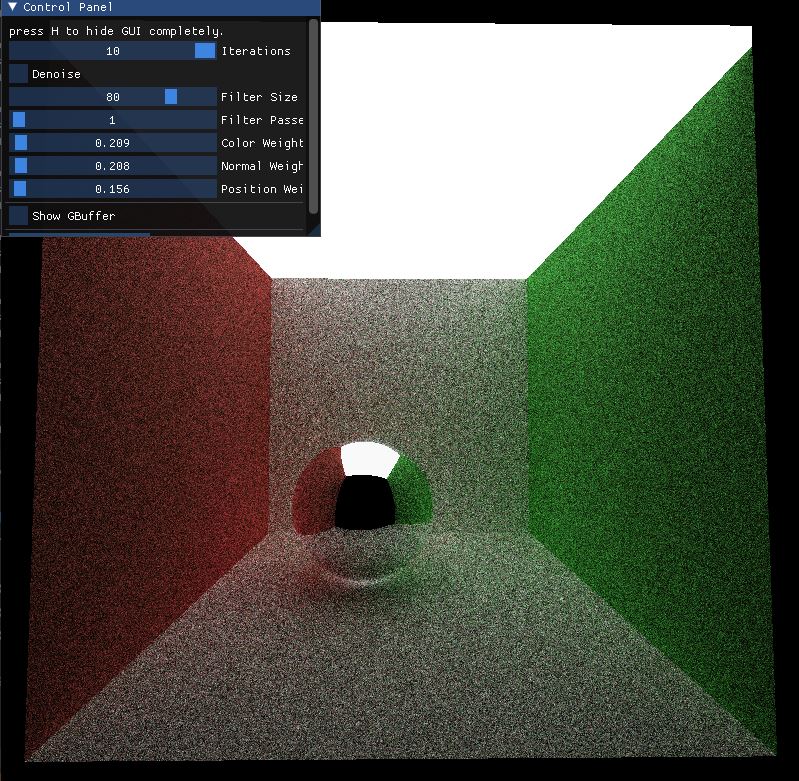 Control Panel
press H to hide GUI completely.
10 Iterations
Denoise
80 Filter Size
1 Filter Passe
0.209 Color Weight
0.208 Normal Weigh
0.156 Position Wei
Show GBuffer